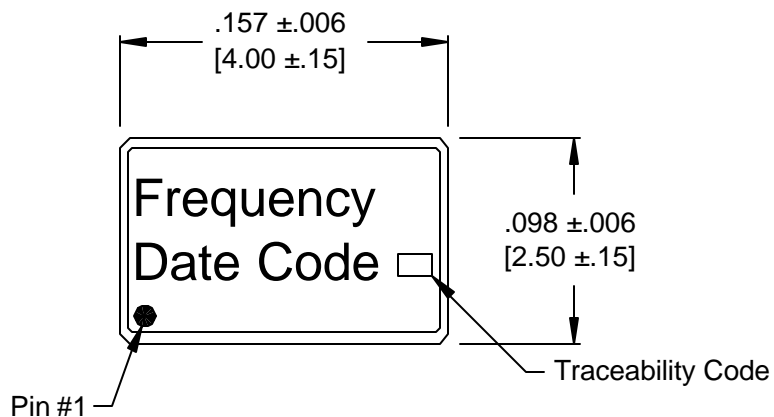 .157 ±.006
[4.00 ±.15]
Frequency
Date Code
.098 ±.006
[2.50 ±.15]
Traceability Code
Pin #1